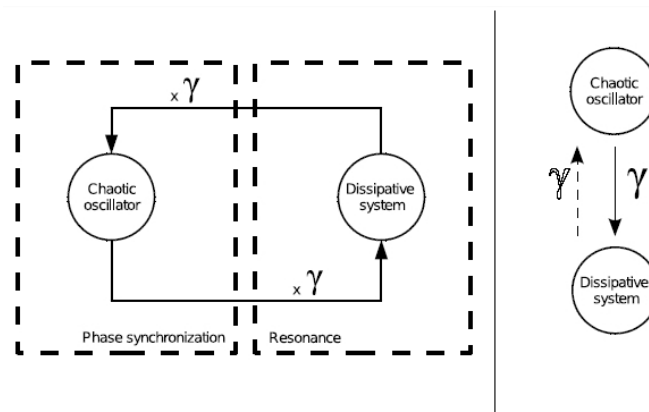 x γ
Chaotic
oscillator
Dissipative
system
x γ
Phase synchronization
Resonance
Chaotic
oscillator
γ
γ
Dissipative
system